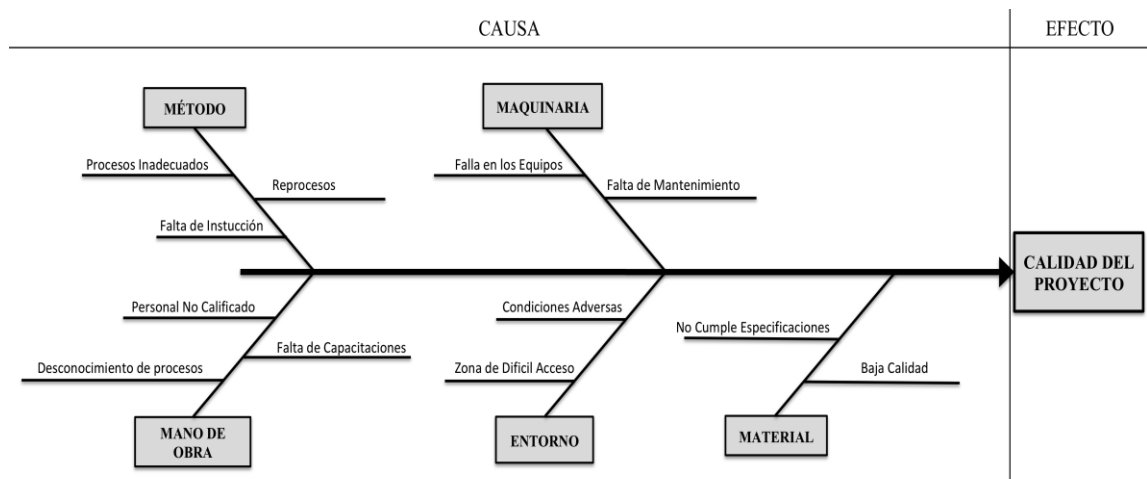 CAUSA
EFECTO
MÉTODO
MAQUINARIA
Procesos Inadecuados
Falla en los Equipos
Reprocesos
Falta de Mantenimiento
Falta de Instucción
CALIDAD DEL
PROYECTO
Personal No Calificado
Condiciones Adversas
No Cumple Especificaciones
Falta de Capacitaciones
Desconocimiento de procesos
Zona de Dificil Acceso
Baja Calidad
MANO DE
OBRA
ENTORNO
MATERIAL